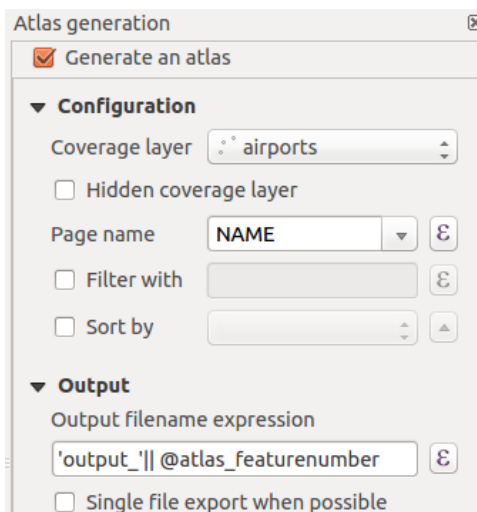 Atlas generation
Generate an atlas
Configuration
Coverage layer airports
Hidden coverage layer
Page name NAME ε
Filter with ε
Sort by
Output
Output filename expression
'output_'|| @atlas_featurenumber ε
Single file export when possible